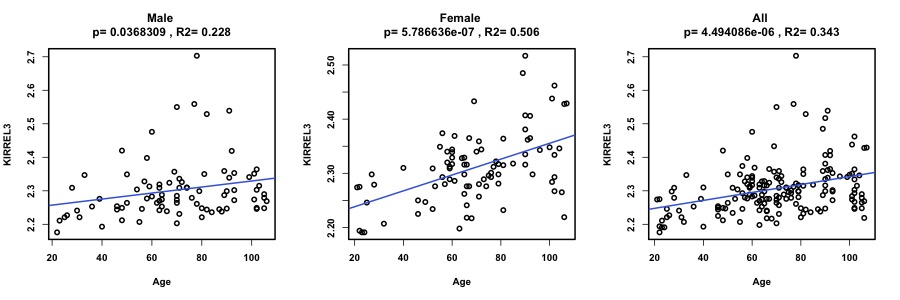 Male
p= 0.0368309 , R2= 0.228
KIRREL3
2.7
2.6
2.5
2.4
2.3
2.2
20 40 60 80 100
Age
Female
p= 5.786636e-07 , R2= 0.506
KIRREL3
2.50
2.40
2.30
2.20
20 40 60 80 100
Age
All
p= 4.494086e-06 , R2= 0.343
KIRREL3
2.7
2.6
2.5
2.4
2.3
2.2
20 40 60 80 100
Age